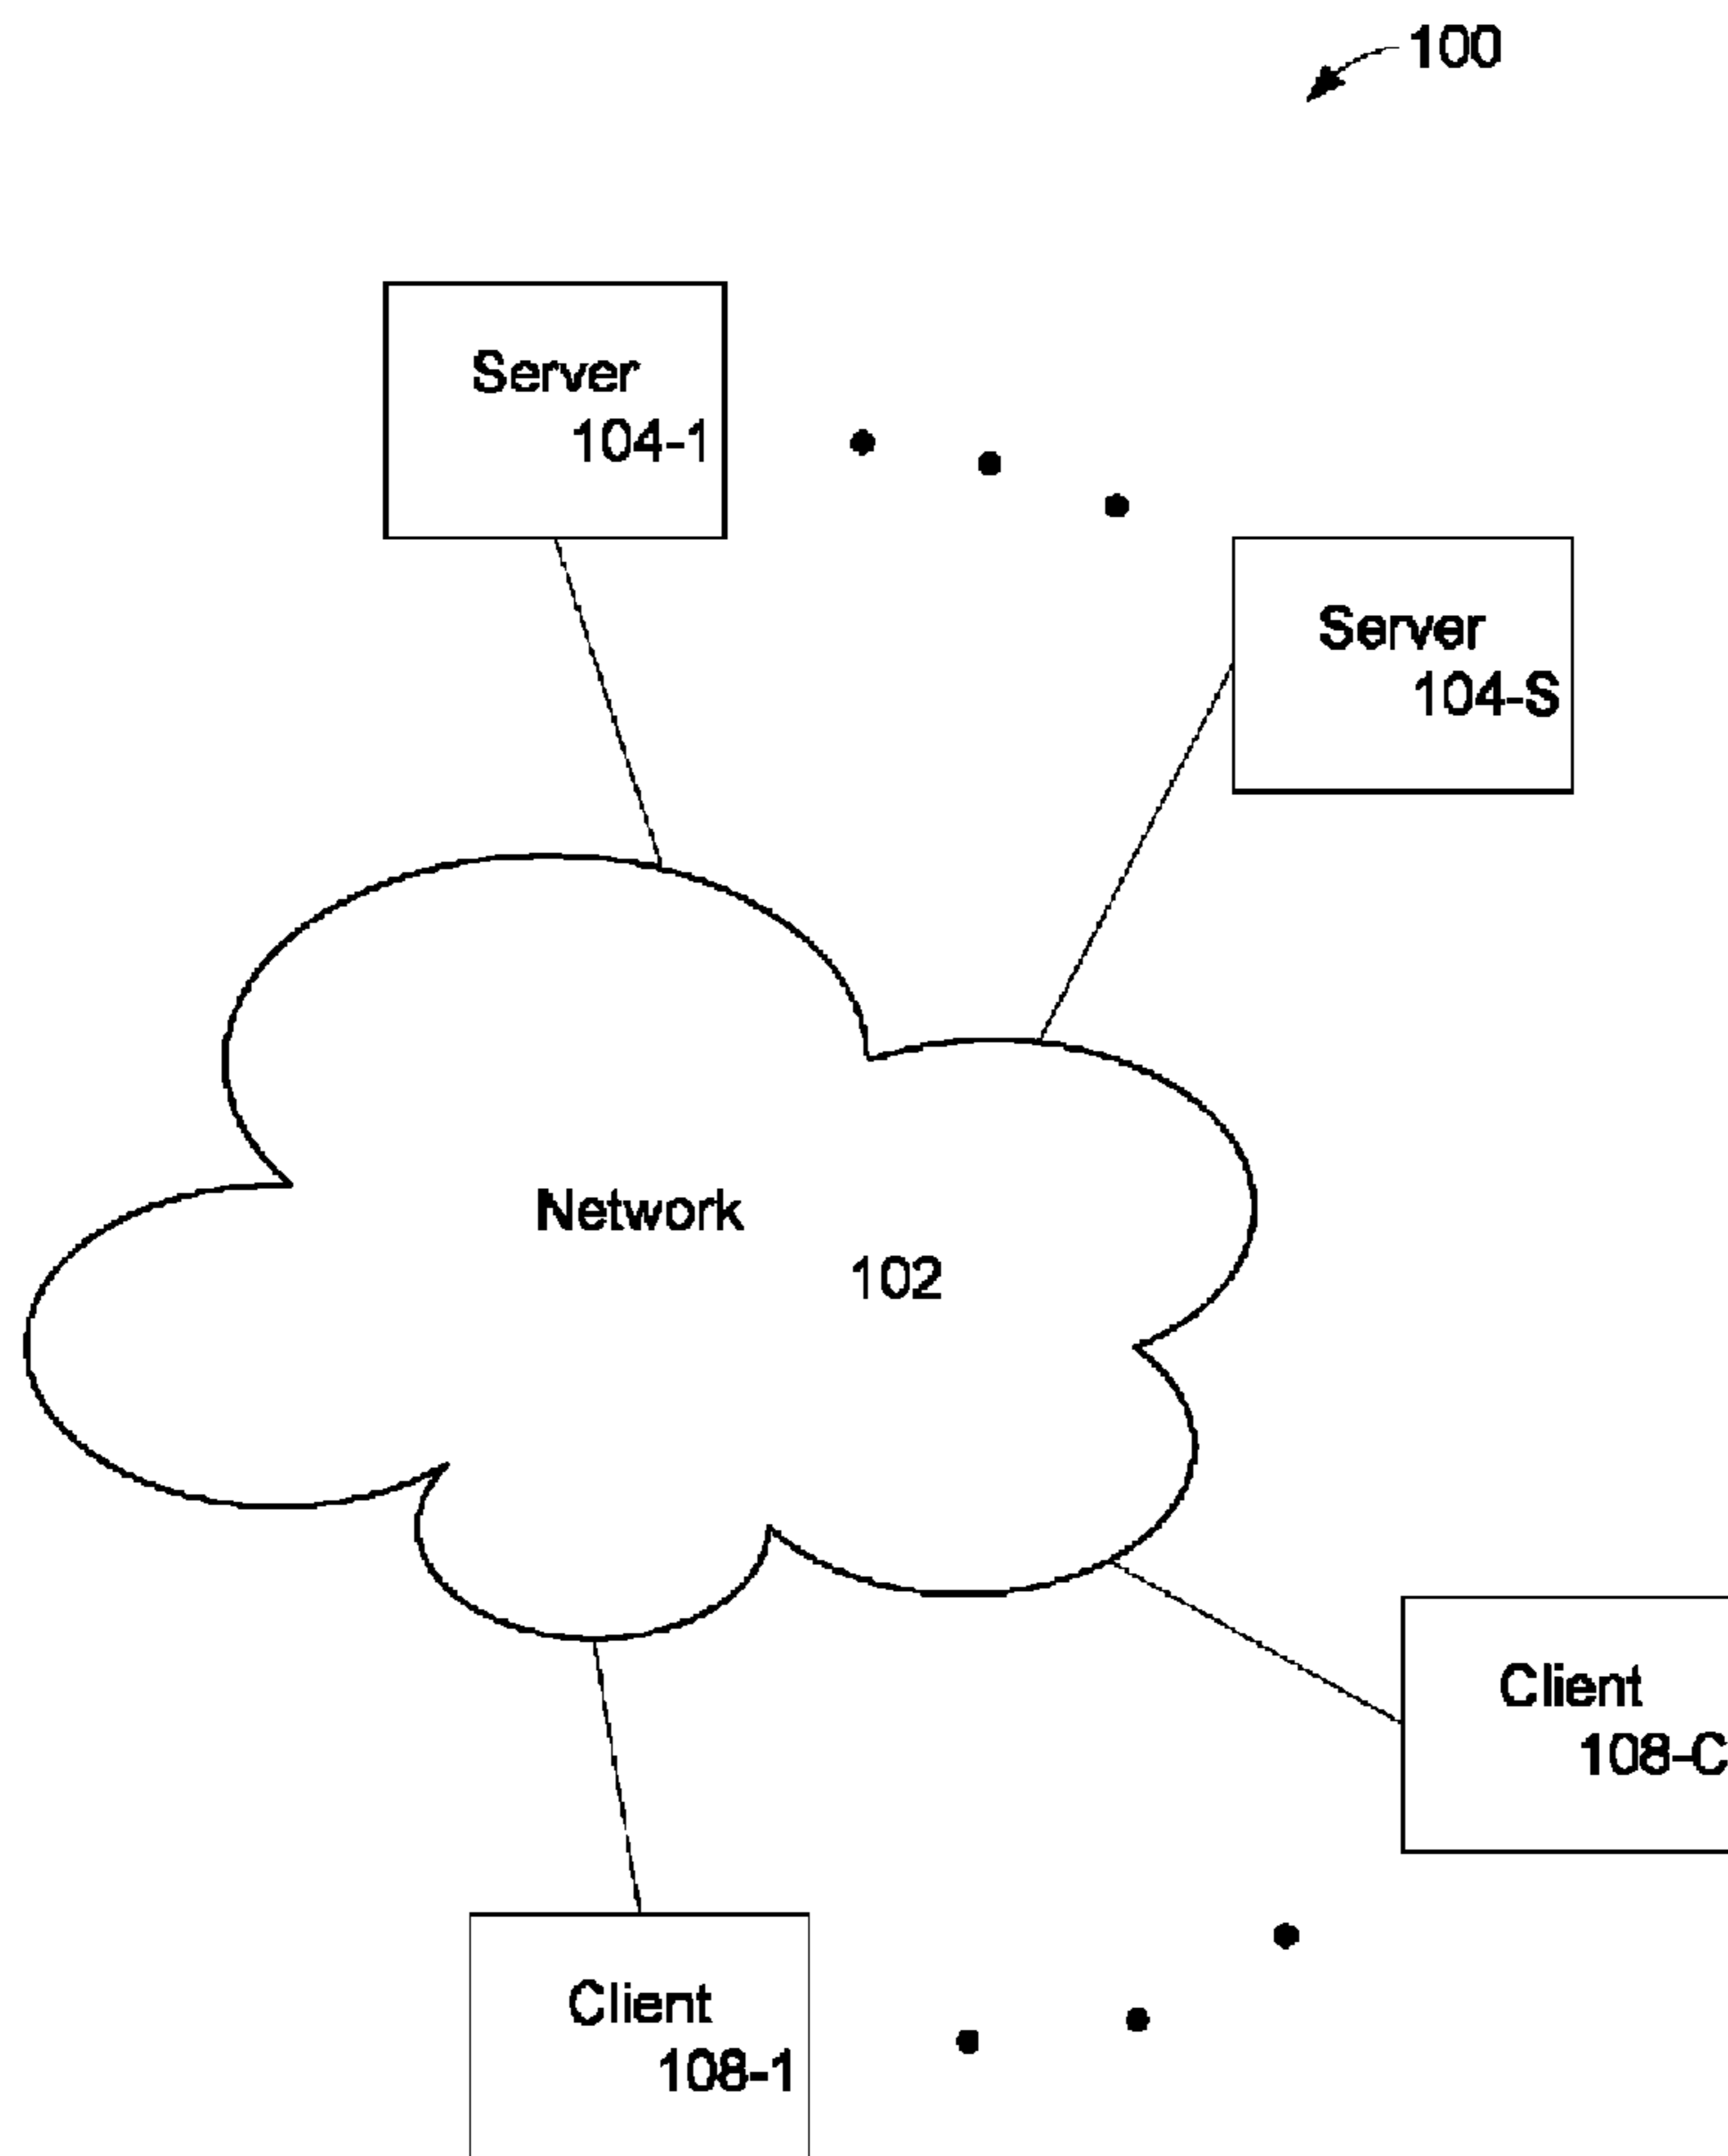 100
Server
104-1
Server
104-S
Network
102
Client
108-C
Client
108-1